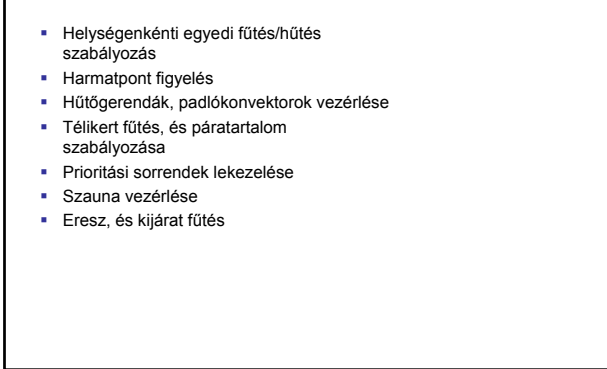 ▪ Helységenkénti egyedi fűtés/hűtés
szabályozás
▪ Harmatpont figyelés
▪ Hűtőgerendák, padlókonvektorok vezérlése
▪ Télikert fűtés, és páratartalom
szabályozása
▪ Prioritási sorrendek lekezelése
▪ Szauna vezérlése
▪ Eresz, és kijárat fűtés